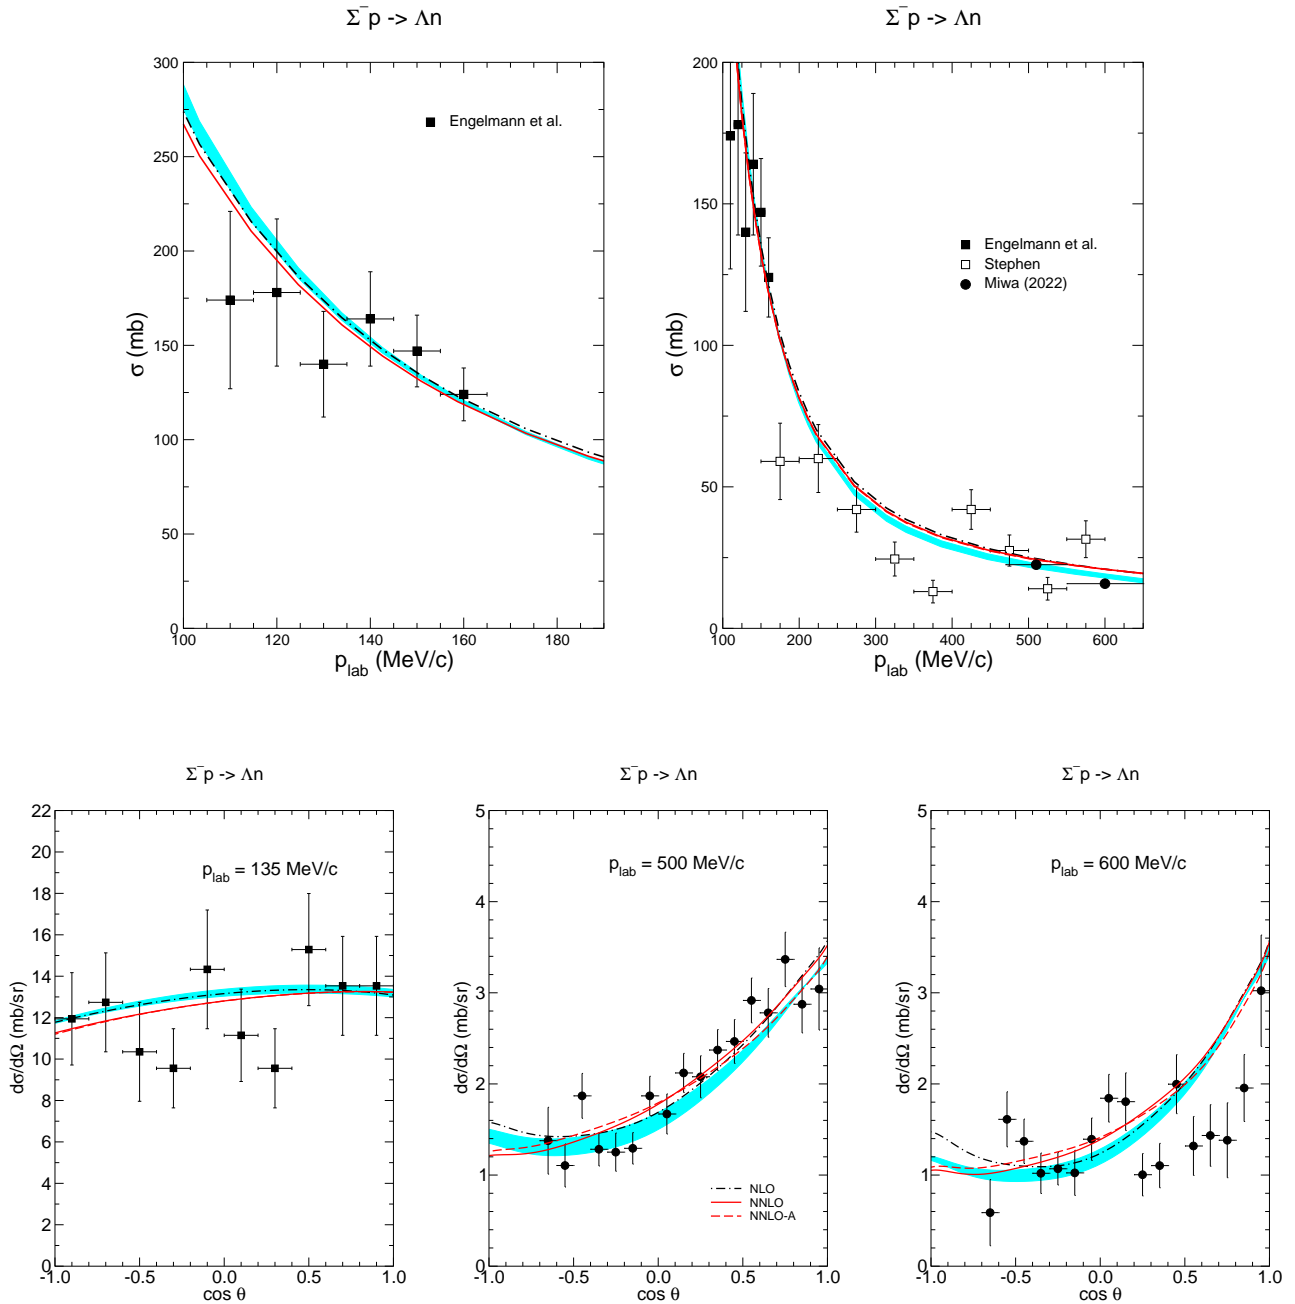 Σ⁻p -> Λn
300
250
200
150
100
50
0
σ (mb)
Engelmann et al.
100 120 140 160 180
p_lab (MeV/c)
Σ⁻p -> Λn
200
150
100
50
0
σ (mb)
Engelmann et al.
Stephen
Miwa (2022)
100 200 300 400 500 600
p_lab (MeV/c)
Σ⁻p -> Λn
22
20
18
16
14
12
10
8
6
4
2
0
dσ/dΩ (mb/sr)
p_lab = 135 MeV/c
-1.0 -0.5 0.0 0.5 1.0
cos θ
Σ⁻p -> Λn
5
4
3
2
1
0
dσ/dΩ (mb/sr)
p_lab = 500 MeV/c
NLO
NNLO
NNLO-A
-1.0 -0.5 0.0 0.5 1.0
cos θ
Σ⁻p -> Λn
5
4
3
2
1
0
dσ/dΩ (mb/sr)
p_lab = 600 MeV/c
-1.0 -0.5 0.0 0.5 1.0
cos θ